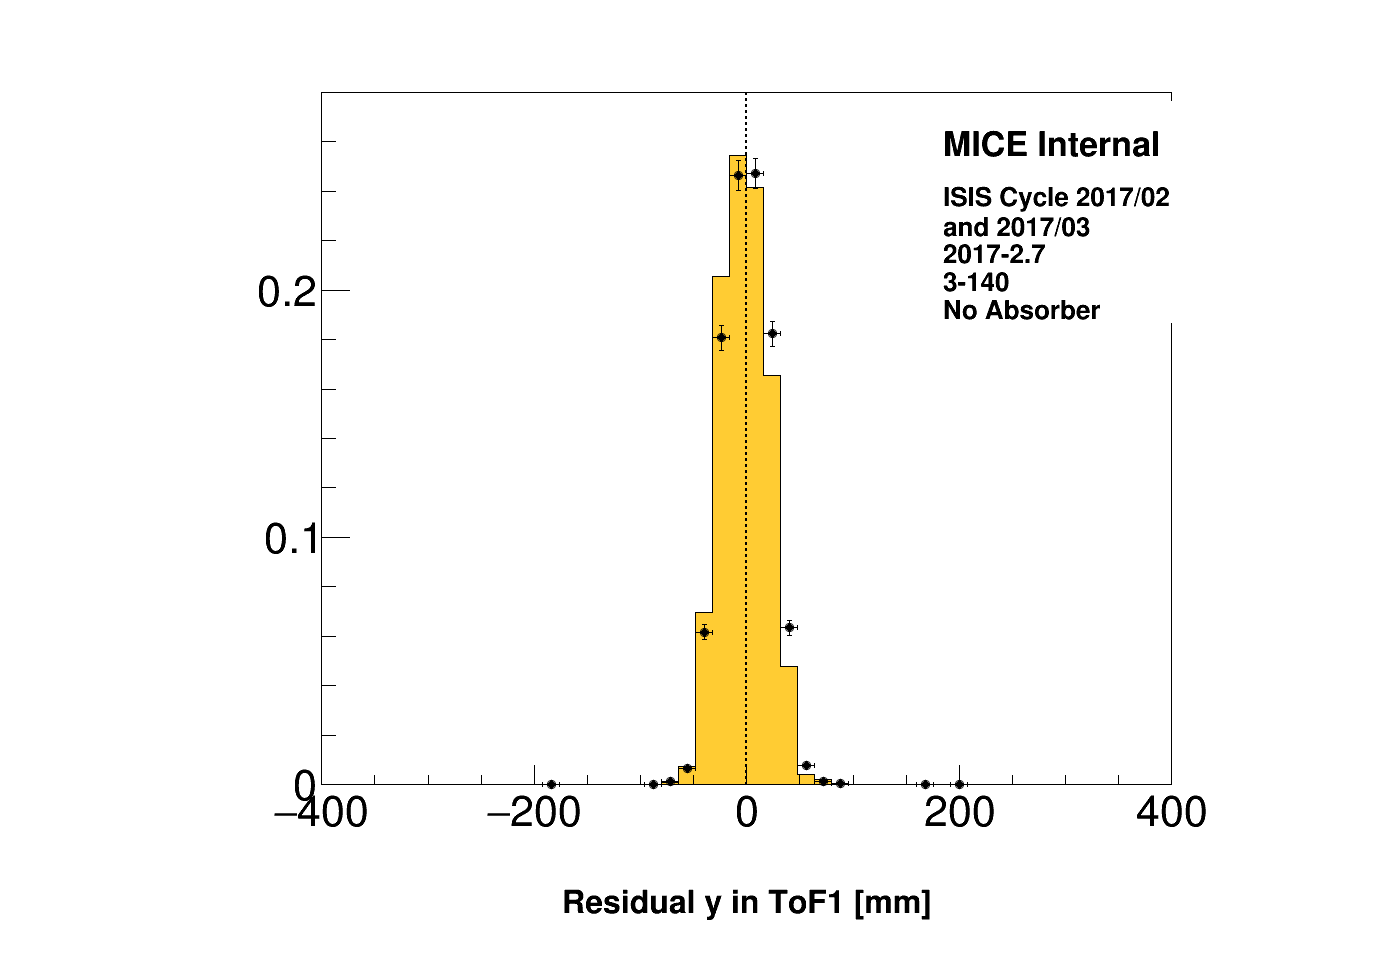 MICE Internal
ISIS Cycle 2017/02
and 2017/03
2017-2.7
3-140
No Absorber
0.2
0.1
0
−400 −200 0 200 400
Residual y in ToF1 [mm]